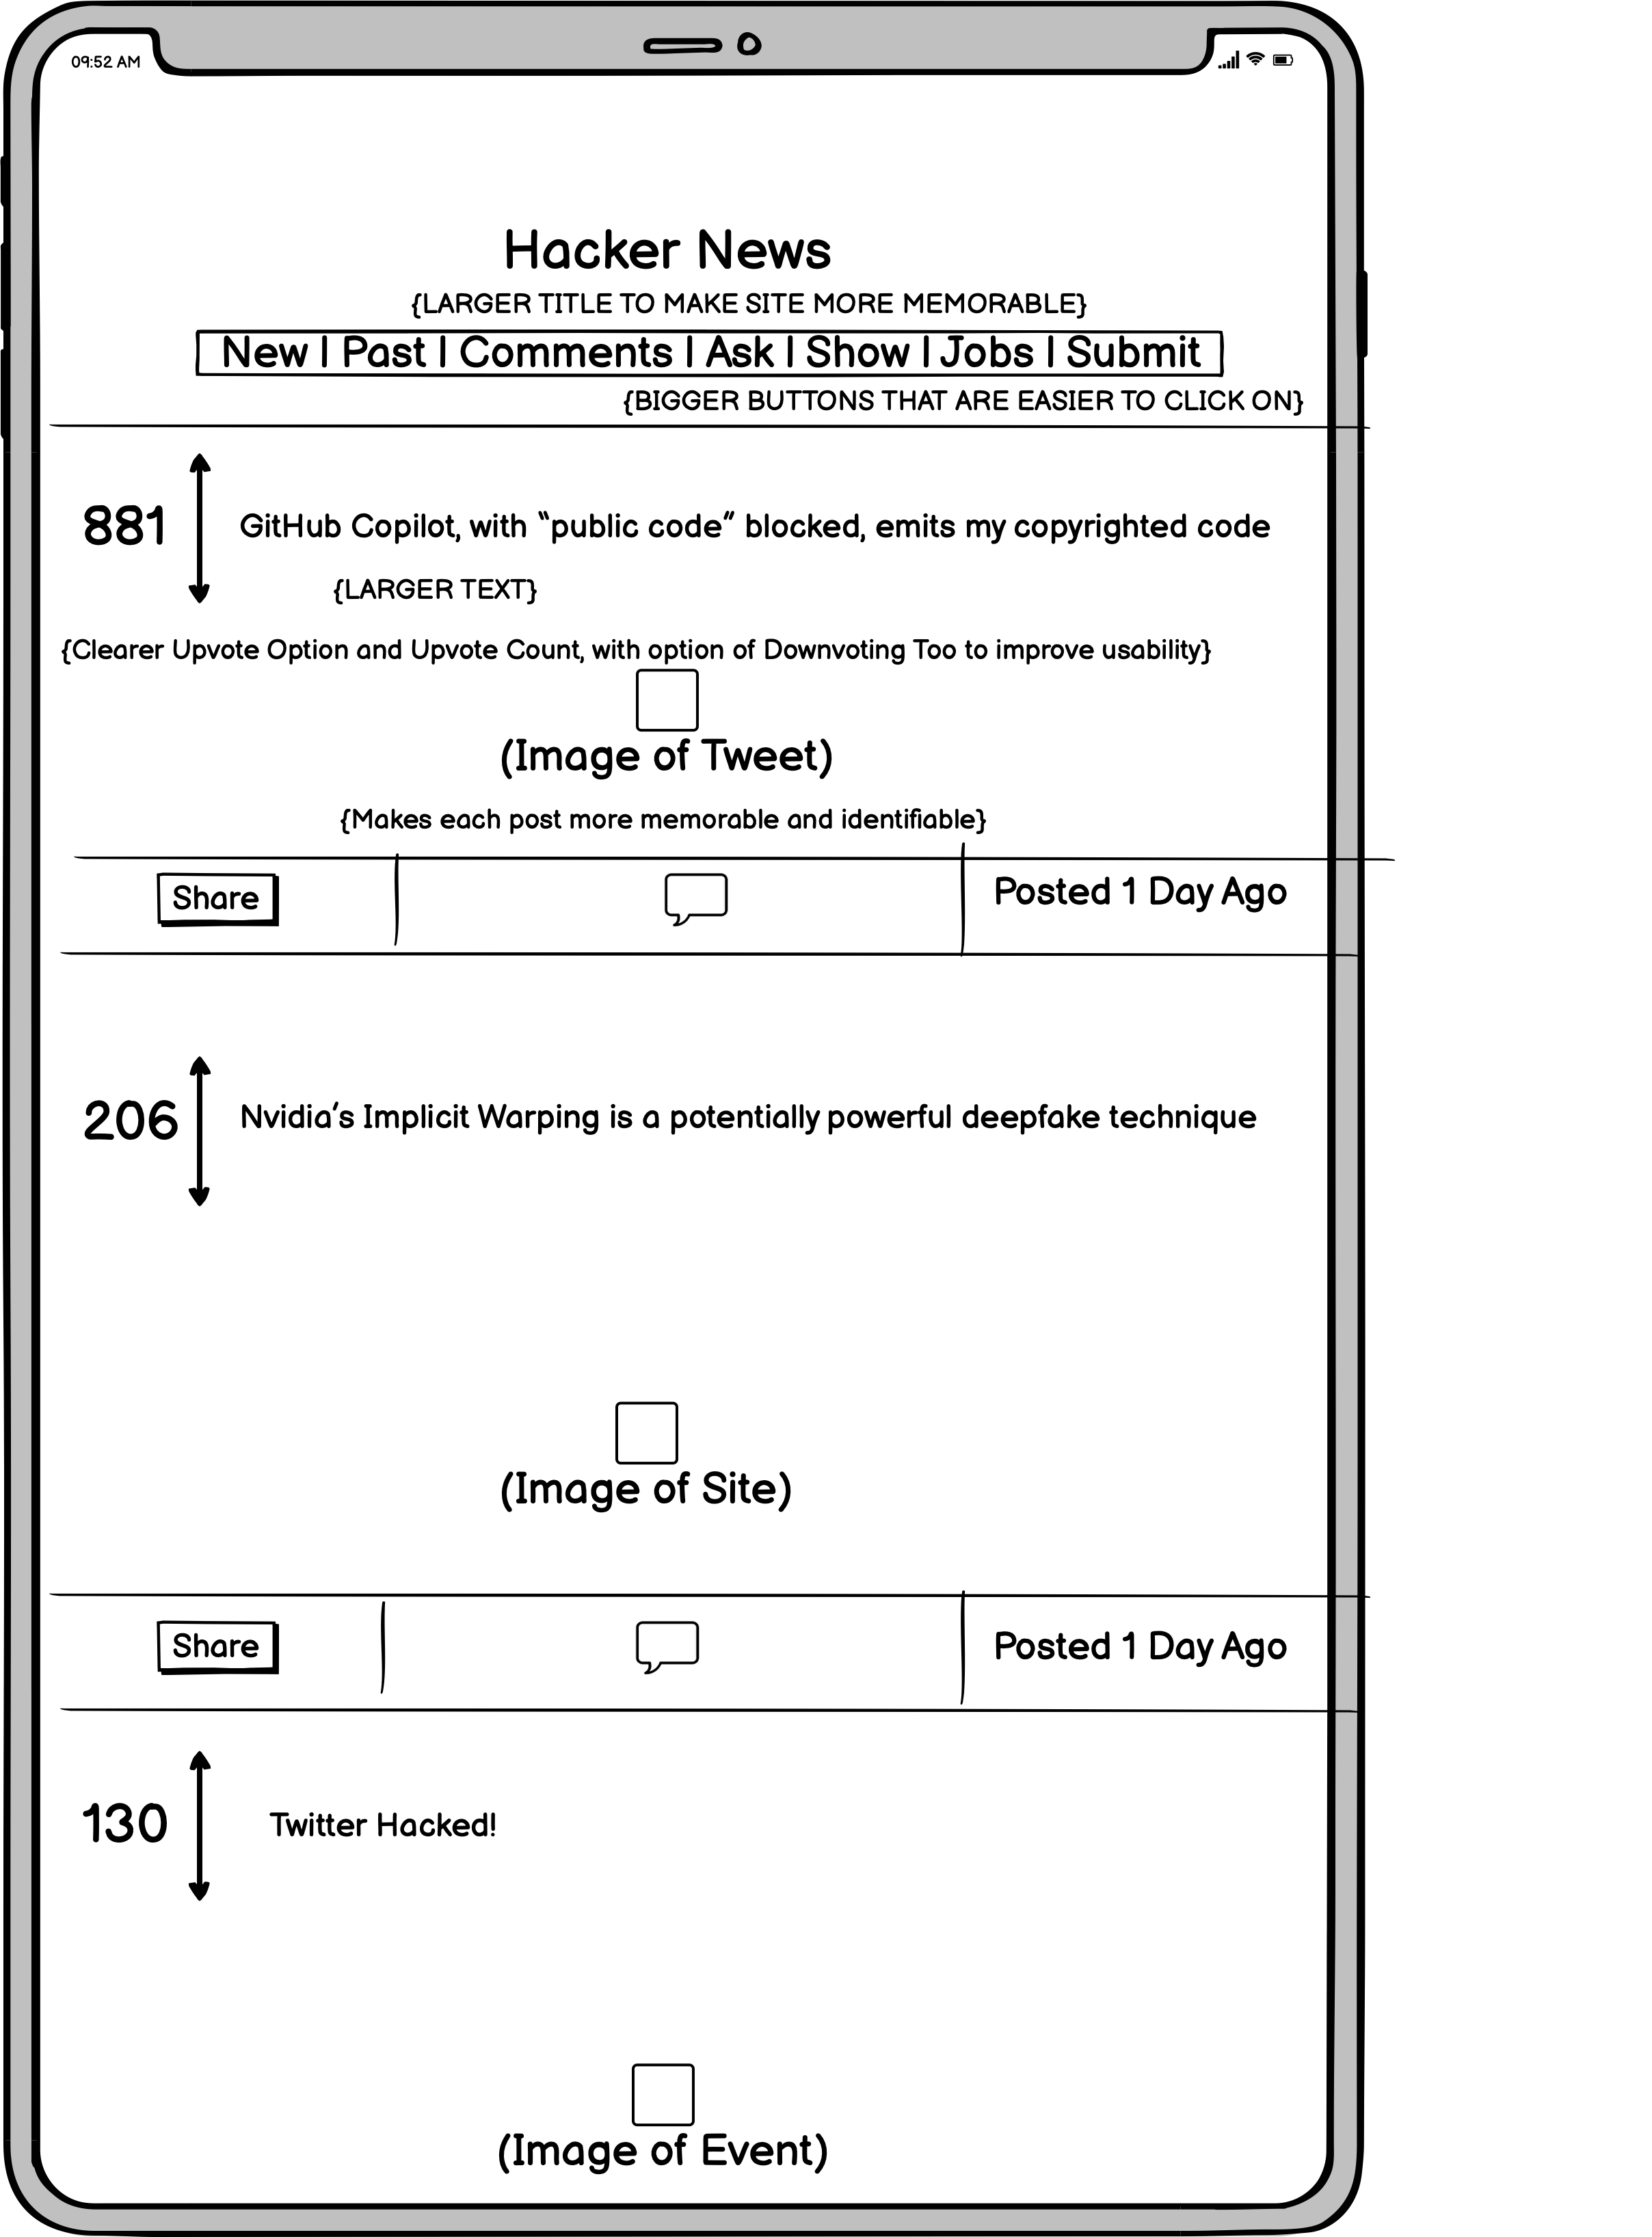 09:52 AM
Hacker News
{LARGER TITLE TO MAKE SITE MORE MEMORABLE}
New | Past | Comments | Ask | Show | Jobs | Submit
{BIGGER BUTTONS THAT ARE EASIER TO CLICK ON}
881 GitHub Copilot, with “public code” blocked, emits my copyrighted code
{LARGER TEXT}
{Clearer Upvote Option and Upvote Count, with option of Downvoting Too to improve usability}
(Image of Tweet)
{Makes each post more memorable and identifiable}
Share Posted 1 Day Ago
206 Nvidia’s Implicit Warping is a potentially powerful deepfake technique
(Image of Site)
Share Posted 1 Day Ago
130 Twitter Hacked!
(Image of Event)